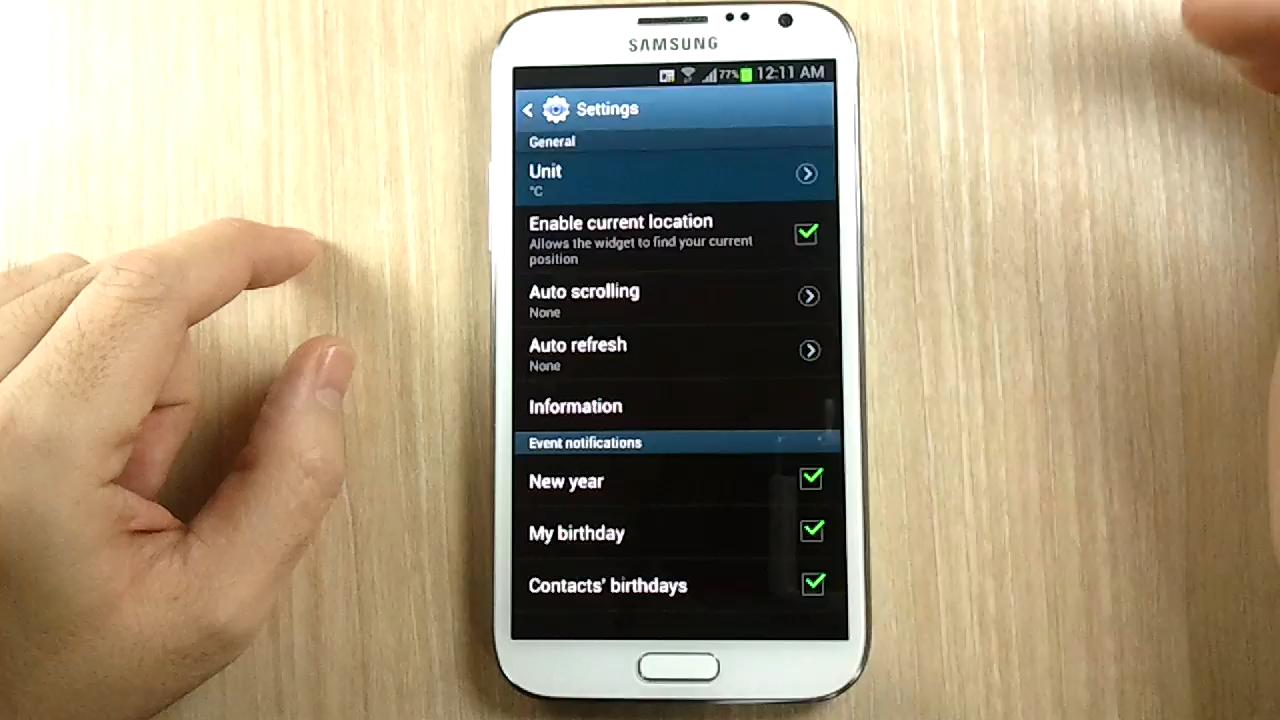 SAMSUNG
77% 12:11 AM
Settings
General
Unit
°C
Enable current location
Allows the widget to find your current
position
Auto scrolling
None
Auto refresh
None
Information
Event notifications
New year
My birthday
Contacts' birthdays